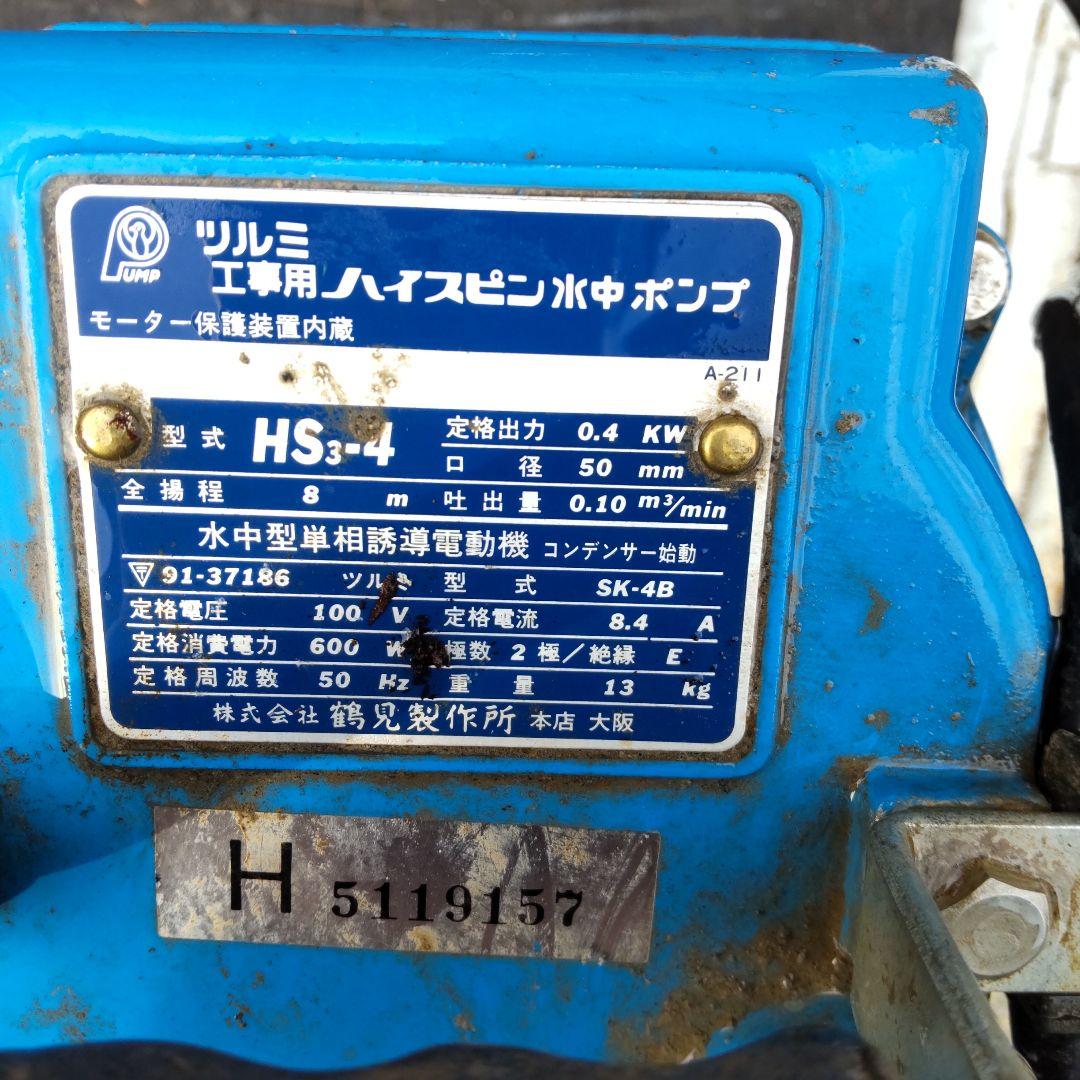 PUMP
ツルミ
工事用 ハイスピン 水中ポンプ
モーター保護装置内蔵
A-211
型式 HS3-4 定格出力 0.4 KW
口径 50 mm
全揚程 8 m 吐出量 0.10 m³/min
水中型単相誘導電動機 コンデンサー始動
91-37186 ツルミ 型式 SK-4B
定格電圧 100 V 定格電流 8.4 A
定格消費電力 600 W 極数 2 極/絶縁 E
定格周波数 50 Hz 重量 13 kg
株式会社 鶴見製作所 本店 大阪
H 5119157